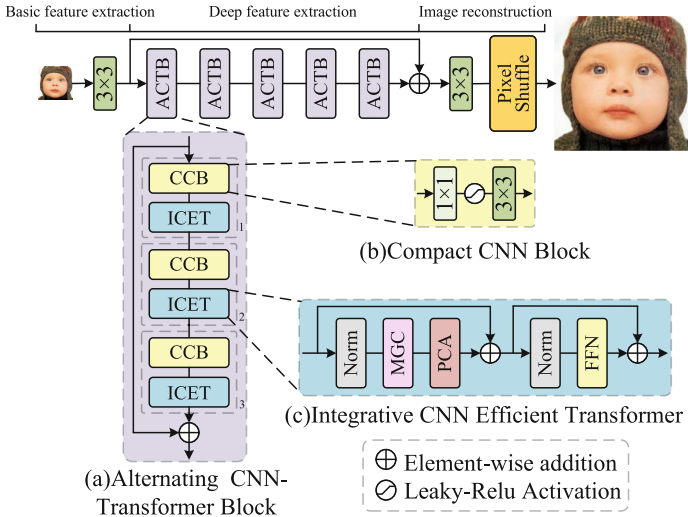 Basic feature extraction
Deep feature extraction
Image reconstruction
3×3
ACTB
ACTB
ACTB
ACTB
ACTB
3×3
Pixel
Shuffle
CCB
ICET
1
CCB
ICET
2
CCB
ICET
3
(a)Alternating CNN-
Transformer Block
1×1
3×3
(b)Compact CNN Block
Norm
MGC
PCA
Norm
FFN
(c)Integrative CNN Efficient Transformer
Element-wise addition
Leaky-Relu Activation